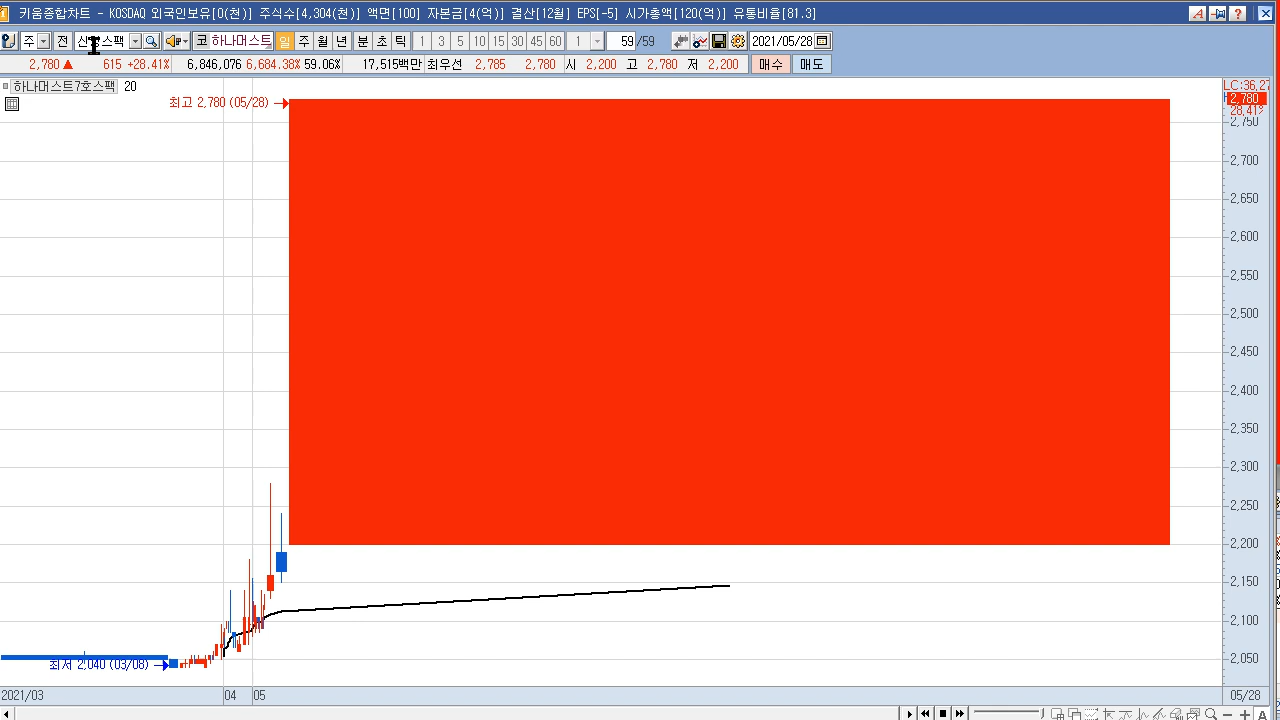 키움종합차트 - KOSDAQ 외국인보유[0(천)] 주식수[4,304(천)] 액면[100] 자본금[4(억)] 결산[12월] EPS[-5] 시가총액[120(억)] 유통비율[81.3]
주 전 스팩 코 하나머스트 일 주 월 년 분 초 틱 1 3 5 10 15 30 45 60 1 59 /59 2021/05/28
2,780 ▲ 615 +28.41% 6,846,076 6,684.38% 59.06% 17,515백만 최우선 2,785 2,780 시 2,200 고 2,780 저 2,200 매수 매도
하나머스트7호스팩 20
LC:36,27
최고 2,780 (05/28)
2,780
28.41%
2,750
2,700
2,650
2,600
2,550
2,500
2,450
2,400
2,350
2,300
2,250
2,200
2,150
2,100
2,050
최저 2,040 (03/08)
2021/03 04 05 05/28
A